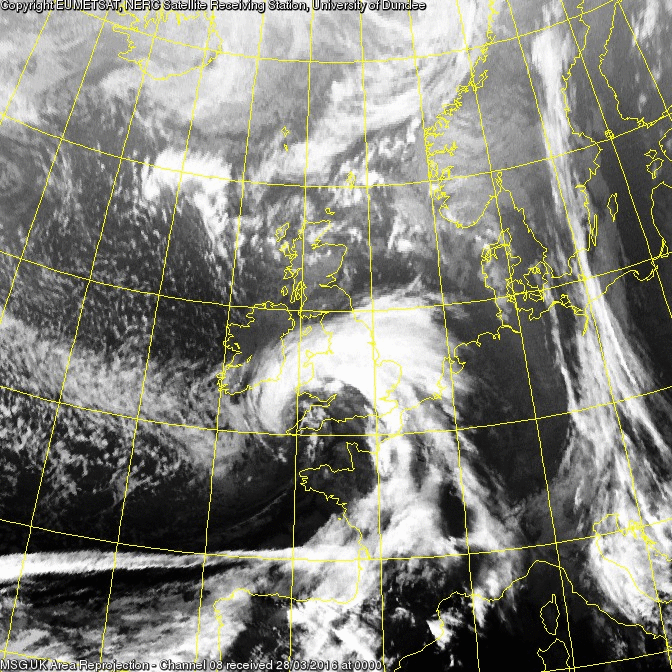 Copyright EUMETSAT, NERC Satellite Receiving Station, University of Dundee
MSG UK Area Reprojection - Channel 08 received 28/03/2016 at 0000